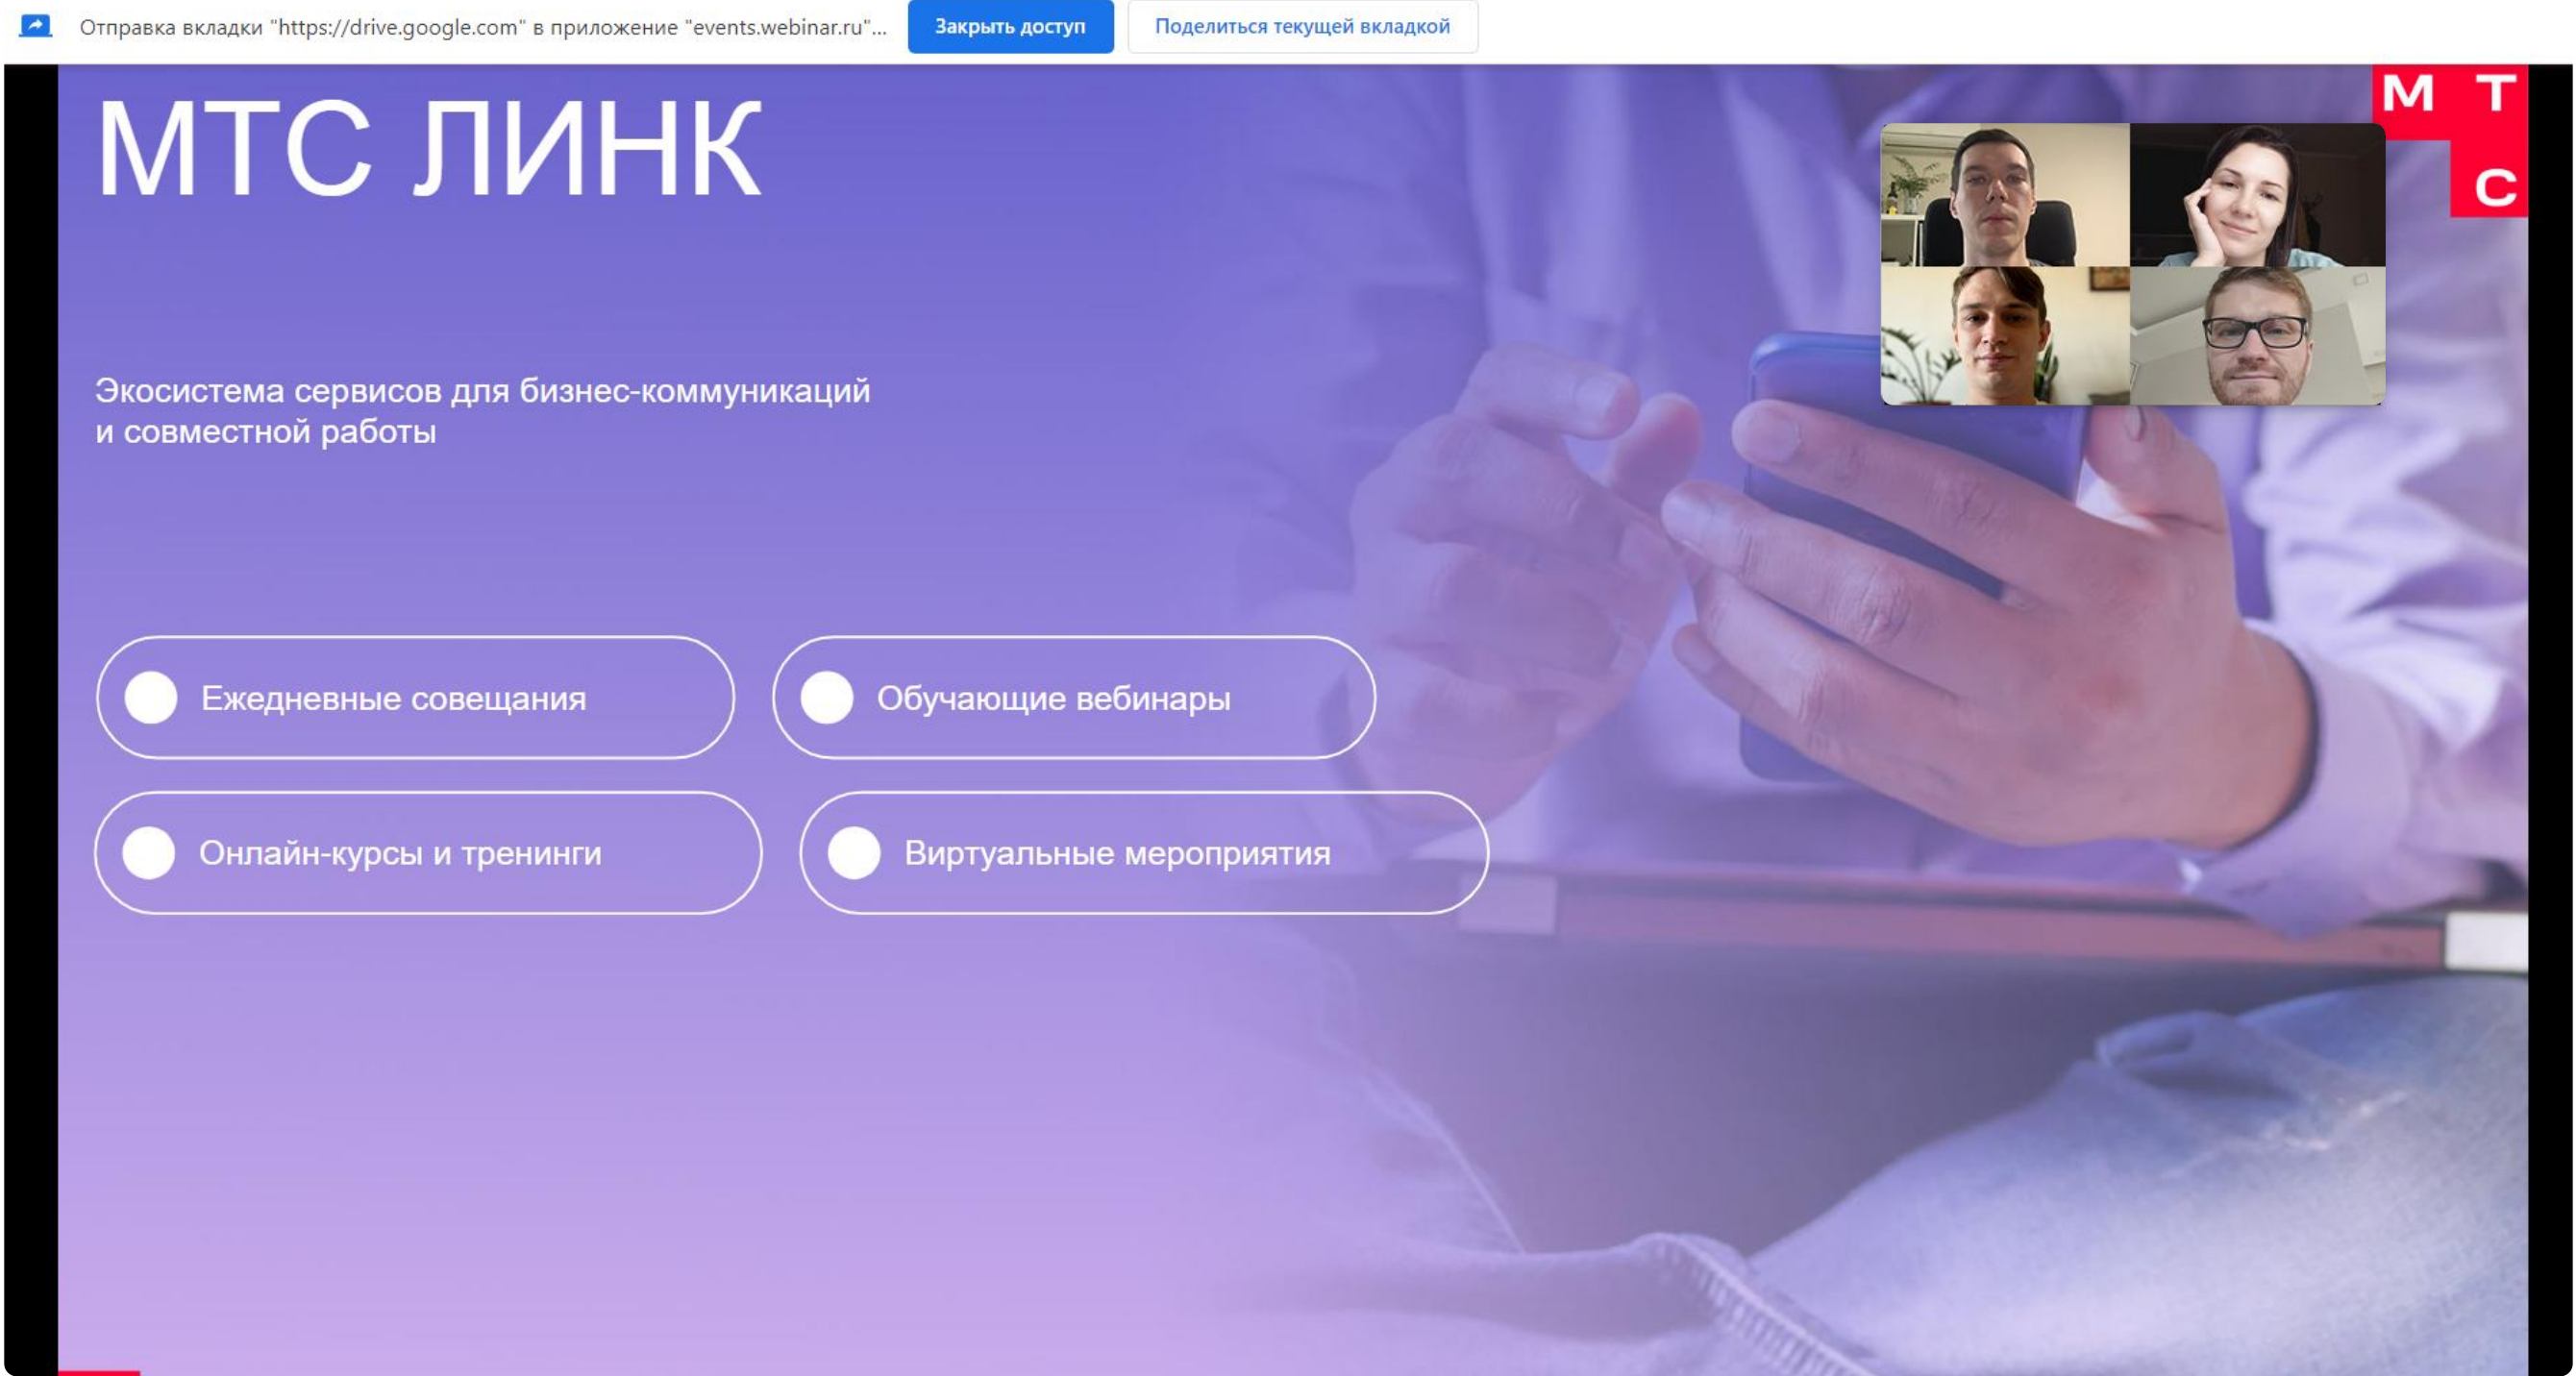 Отправка вкладки "https://drive.google.com" в приложение "events.webinar.ru"...
Закрыть доступ
Поделиться текущей вкладкой
МТС ЛИНК
М Т
С
Экосистема сервисов для бизнес-коммуникаций
и совместной работы
Ежедневные совещания
Обучающие вебинары
Онлайн-курсы и тренинги
Виртуальные мероприятия